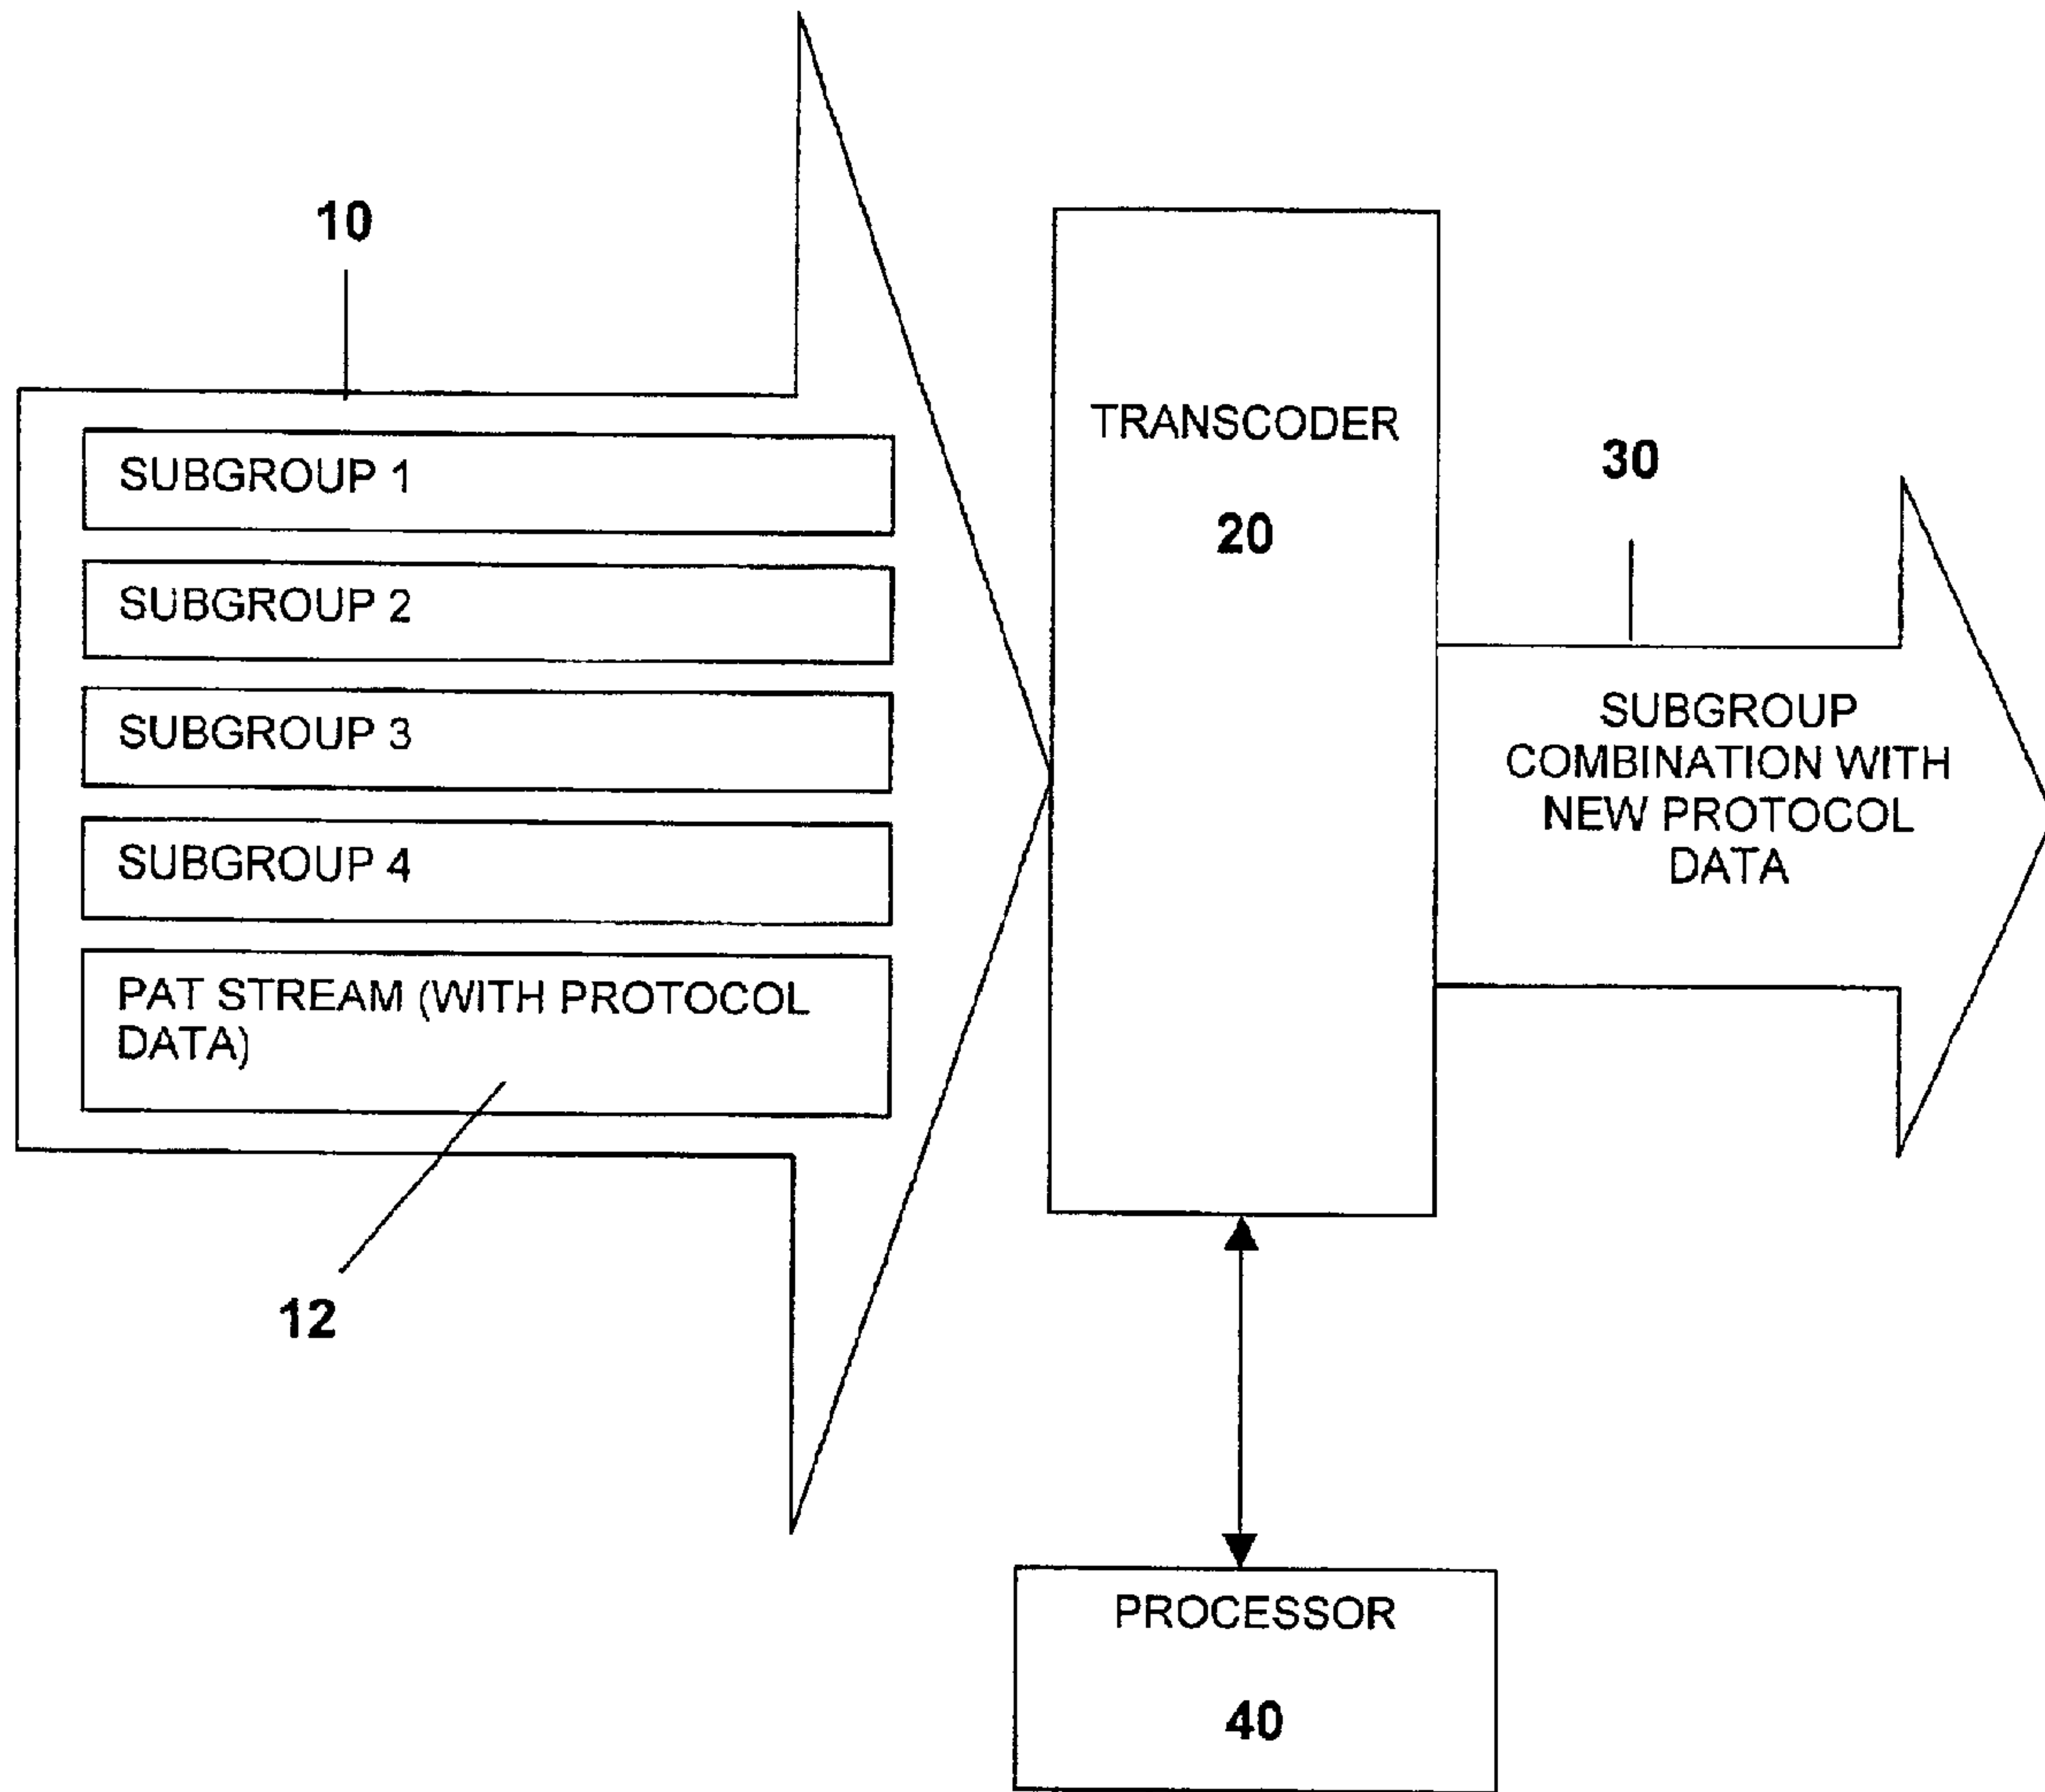 10
SUBGROUP 1
SUBGROUP 2
SUBGROUP 3
SUBGROUP 4
PAT STREAM (WITH PROTOCOL
DATA)
12
TRANSCODER
20
30
SUBGROUP
COMBINATION WITH
NEW PROTOCOL
DATA
PROCESSOR
40